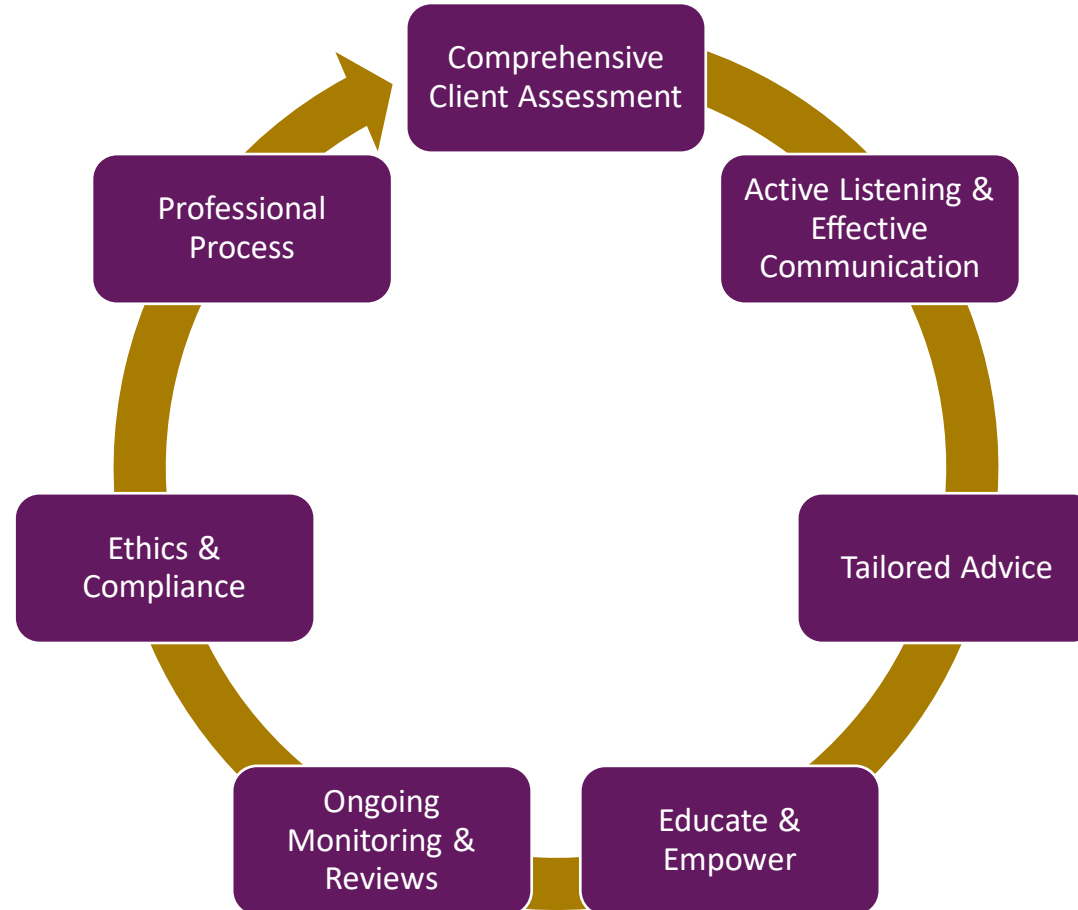 Comprehensive
Client Assessment
Active Listening &
Effective
Communication
Tailored Advice
Educate &
Empower
Ongoing
Monitoring &
Reviews
Ethics &
Compliance
Professional
Process